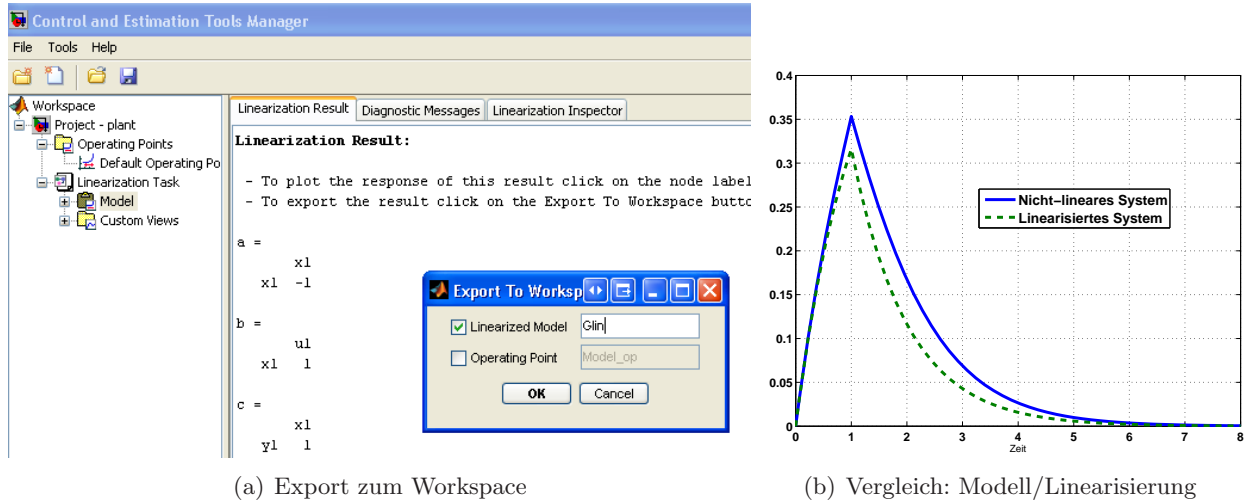 Control and Estimation Tools Manager
File Tools Help
Workspace
Project - plant
Operating Points
Default Operating Po
Linearization Task
Model
Custom Views
Linearization Result
Diagnostic Messages
Linearization Inspector
Linearization Result:
- To plot the response of this result click on the node label
- To export the result click on the Export To Workspace butto
a =
x1
x1 -1
b =
u1
x1 1
c =
x1
y1 1
Export To Worksp
Linearized Model Glin
Operating Point Model_op
OK Cancel
0.4
0.35
0.3
0.25
0.2
0.15
0.1
0.05
0
0 1 2 3 4 5 6 7 8
Zeit
Nicht-lineares System
Linearisiertes System
(a) Export zum Workspace
(b) Vergleich: Modell/Linearisierung